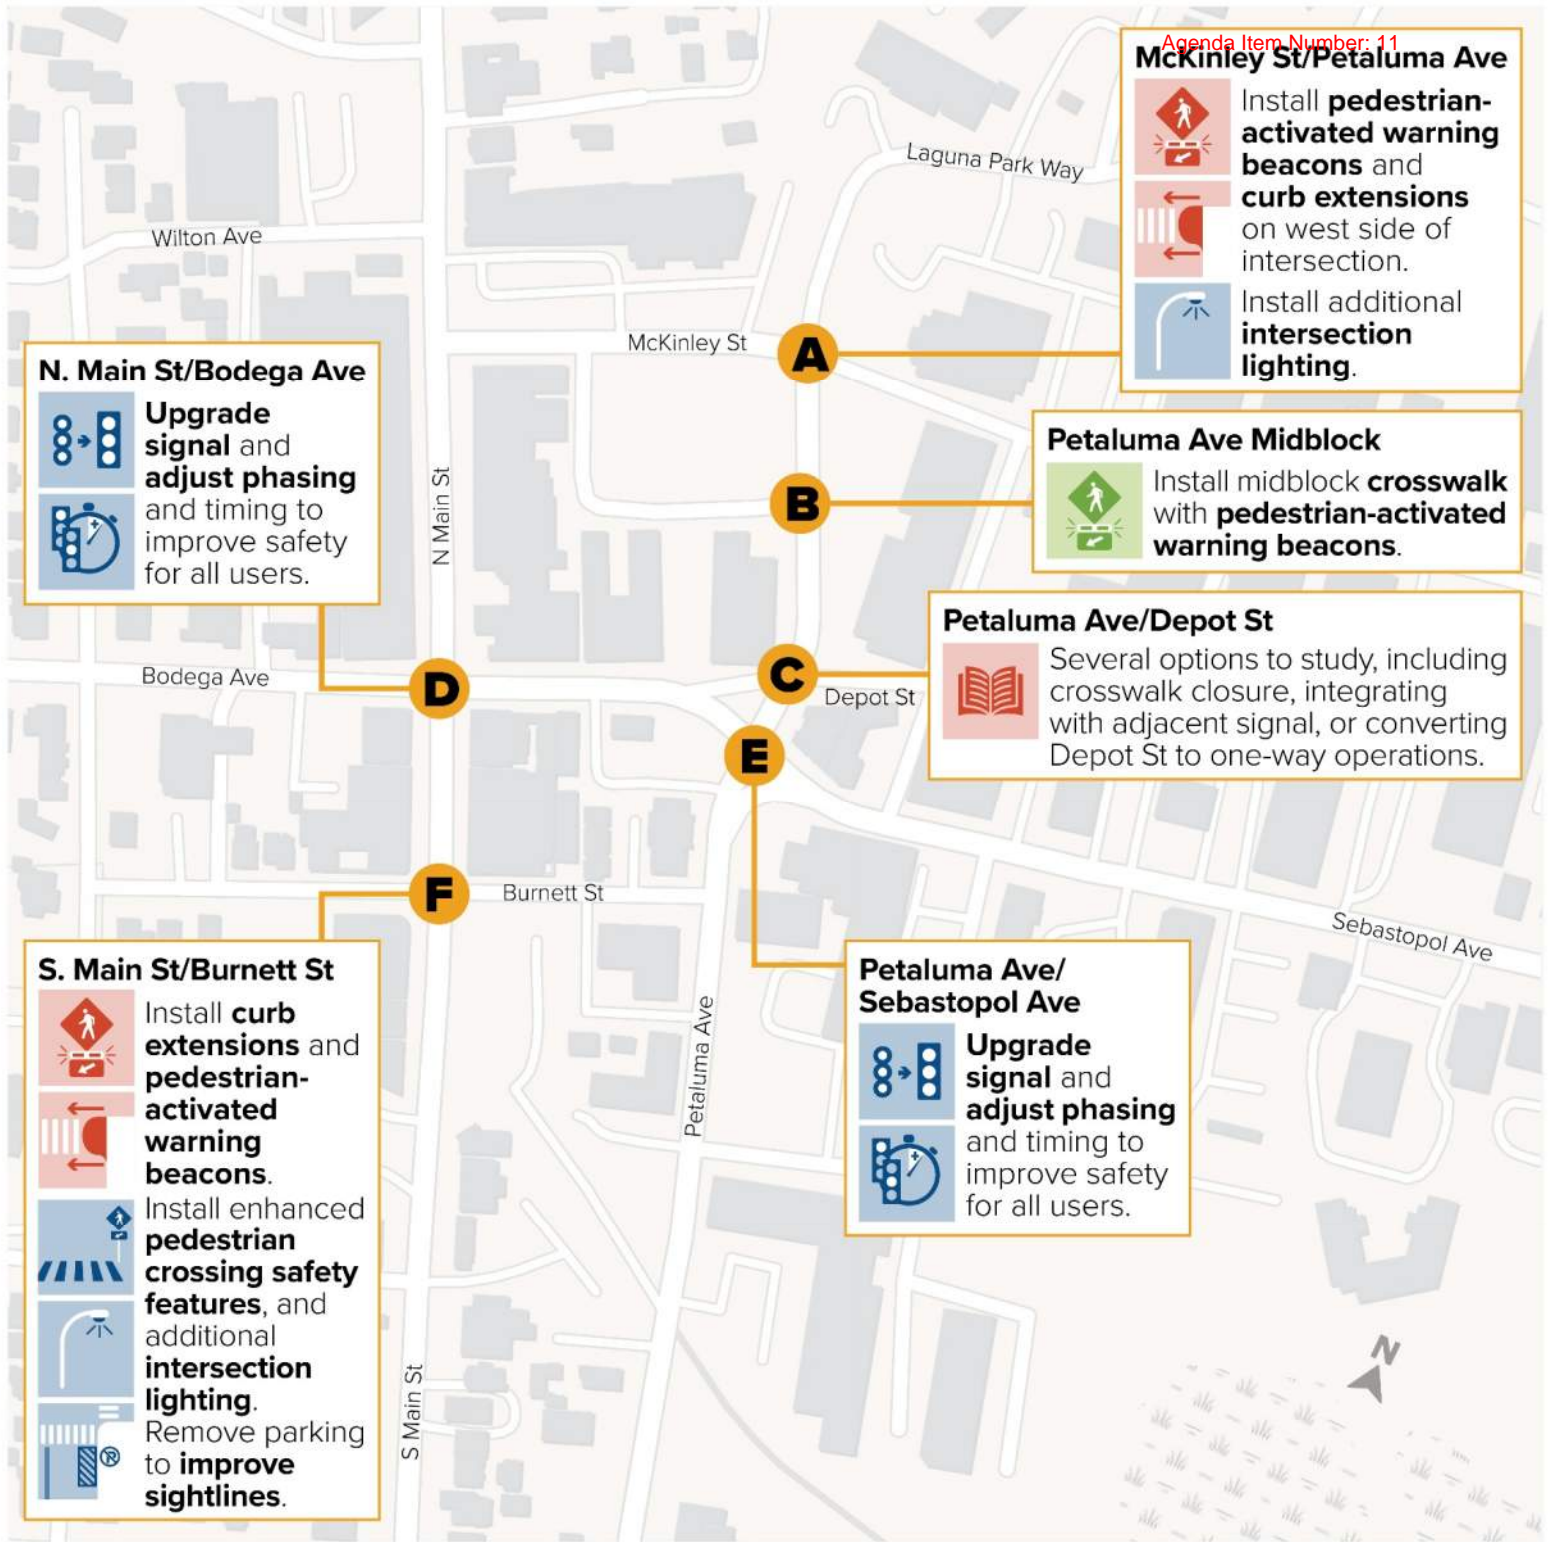 Agenda Item Number: 11
McKinley St/Petaluma Ave
Install pedestrian-
activated warning
beacons and
curb extensions
on west side of
intersection.
Install additional
intersection
lighting.
Laguna Park Way
Wilton Ave
McKinley St
A
N. Main St/Bodega Ave
Upgrade
signal and
adjust phasing
and timing to
improve safety
for all users.
N Main St
Petaluma Ave Midblock
Install midblock crosswalk
with pedestrian-activated
warning beacons.
B
Petaluma Ave/Depot St
Several options to study, including
crosswalk closure, integrating
with adjacent signal, or converting
Depot St to one-way operations.
Bodega Ave
D
C
Depot St
E
F
Burnett St
Sebastopol Ave
S. Main St/Burnett St
Install curb
extensions and
pedestrian-
activated
warning
beacons.
Install enhanced
pedestrian
crossing safety
features, and
additional
intersection
lighting.
Remove parking
to improve
sightlines.
Petaluma Ave
Petaluma Ave/
Sebastopol Ave
Upgrade
signal and
adjust phasing
and timing to
improve safety
for all users.
S Main St
N